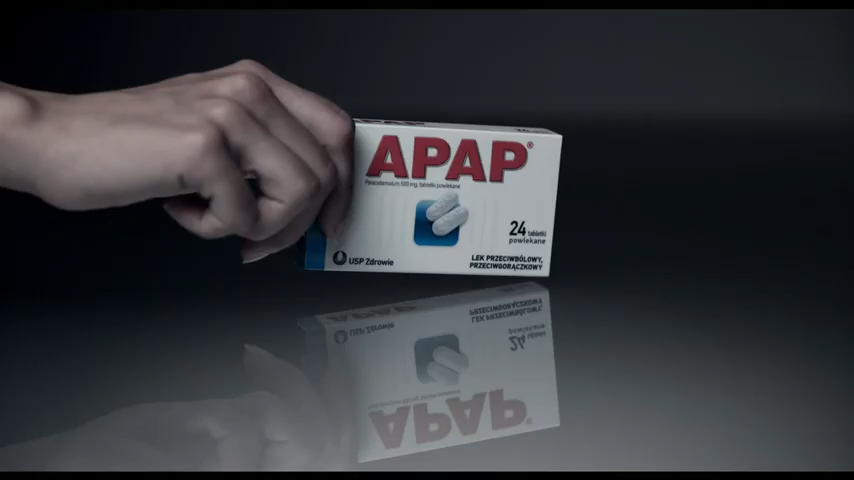 APAP®
Paracetamolum 500 mg, tabletki powlekane
24 tabletki
powlekane
USP Zdrowie
LEK PRZECIWBÓLOWY,
PRZECIWGORĄCZKOWY